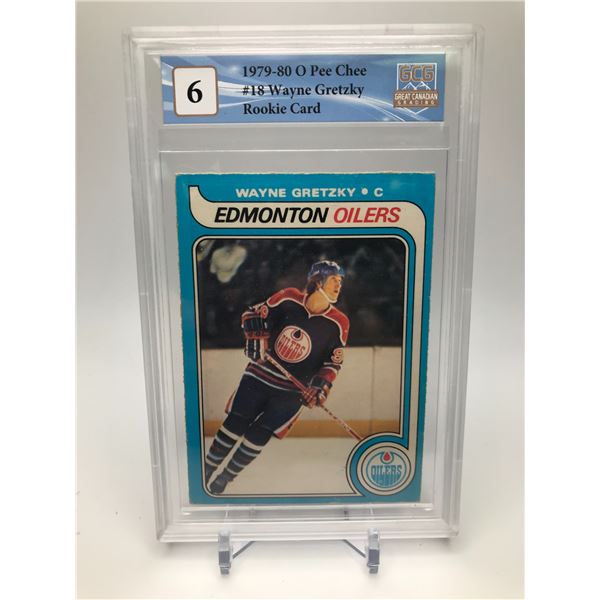 6
1979-80 O Pee Chee
#18 Wayne Gretzky
Rookie Card
GCG
GREAT CANADIAN
GRADING
WAYNE GRETZKY • C
EDMONTON OILERS
OILERS
9
OILERS